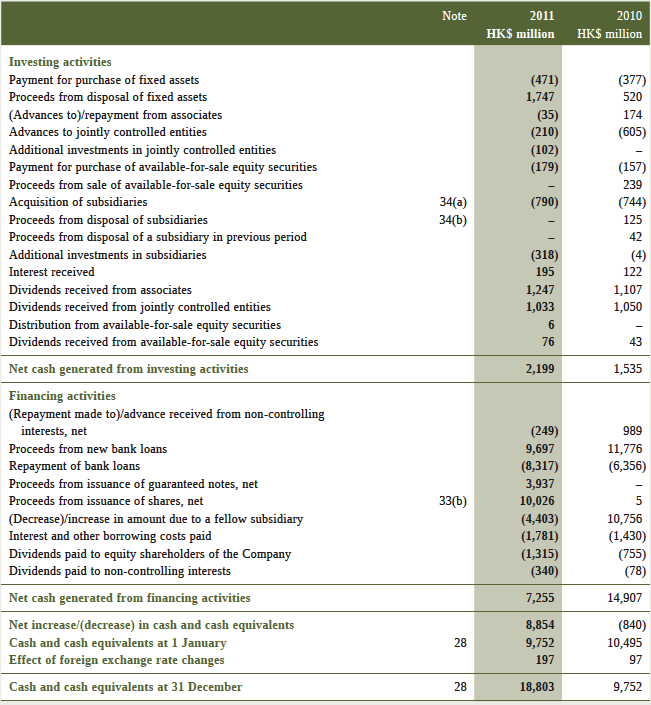 Note 2011 2010
HK$ million HK$ million
Investing activities
Payment for purchase of fixed assets (471) (377)
Proceeds from disposal of fixed assets 1,747 520
(Advances to)/repayment from associates (35) 174
Advances to jointly controlled entities (210) (605)
Additional investments in jointly controlled entities (102) –
Payment for purchase of available-for-sale equity securities (179) (157)
Proceeds from sale of available-for-sale equity securities – 239
Acquisition of subsidiaries 34(a) (790) (744)
Proceeds from disposal of subsidiaries 34(b) – 125
Proceeds from disposal of a subsidiary in previous period – 42
Additional investments in subsidiaries (318) (4)
Interest received 195 122
Dividends received from associates 1,247 1,107
Dividends received from jointly controlled entities 1,033 1,050
Distribution from available-for-sale equity securities 6 –
Dividends received from available-for-sale equity securities 76 43
Net cash generated from investing activities 2,199 1,535
Financing activities
(Repayment made to)/advance received from non-controlling
interests, net (249) 989
Proceeds from new bank loans 9,697 11,776
Repayment of bank loans (8,317) (6,356)
Proceeds from issuance of guaranteed notes, net 3,937 –
Proceeds from issuance of shares, net 33(b) 10,026 5
(Decrease)/increase in amount due to a fellow subsidiary (4,403) 10,756
Interest and other borrowing costs paid (1,781) (1,430)
Dividends paid to equity shareholders of the Company (1,315) (755)
Dividends paid to non-controlling interests (340) (78)
Net cash generated from financing activities 7,255 14,907
Net increase/(decrease) in cash and cash equivalents 8,854 (840)
Cash and cash equivalents at 1 January 28 9,752 10,495
Effect of foreign exchange rate changes 197 97
Cash and cash equivalents at 31 December 28 18,803 9,752